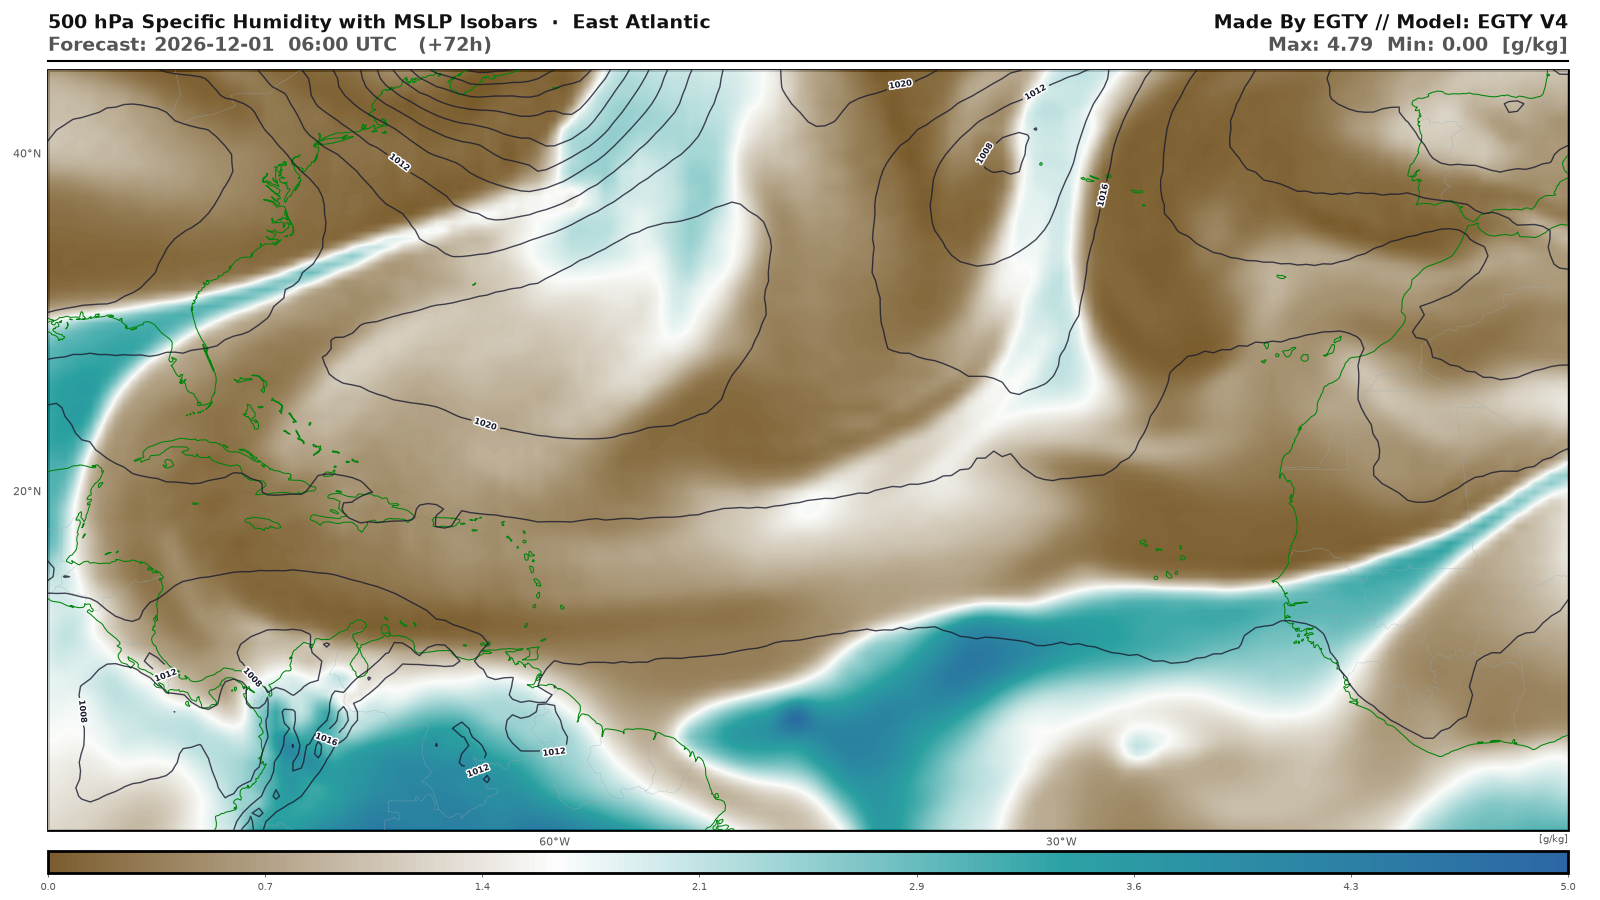 500 hPa Specific Humidity with MSLP Isobars · East Atlantic
Made By EGTY // Model: EGTY V4
Forecast: 2026-12-01 06:00 UTC (+72h)
Max: 4.79 Min: 0.00 [g/kg]
1020
1012
1012
1008
40°N
1016
1020
20°N
1012
1008
1008
1016
1012
1012
60°W
30°W
[g/kg]
0.0 0.7 1.4 2.1 2.9 3.6 4.3 5.0